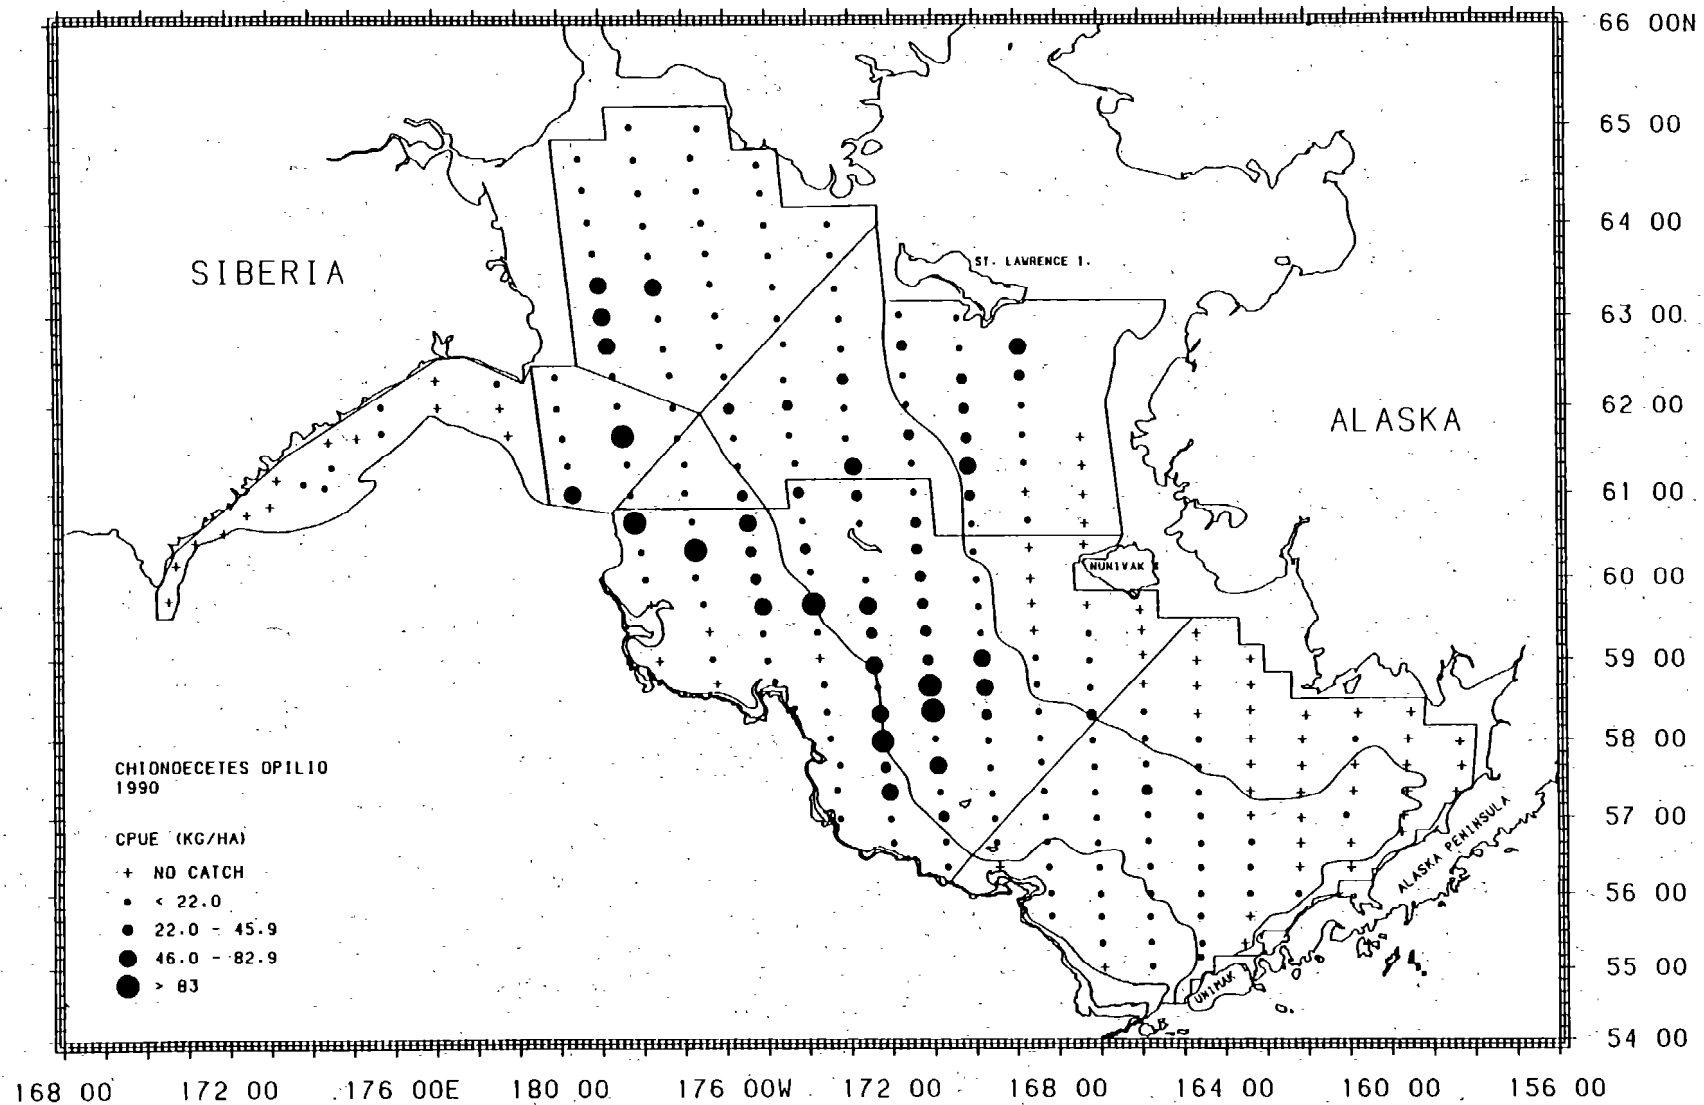 66 00N
65 00
64 00
63 00
62 00
61 00
60 00
59 00
58 00
57 00
56 00
55 00
54 00
SIBERIA
ST. LAWRENCE I.
ALASKA
NUNIVAK
ALASKA PENINSULA
UNIMAK
CHIONOECETES OPILIO
1990
CPUE (KG/HA)
+ NO CATCH
< 22.0
22.0 - 45.9
46.0 - 82.9
> 83
168 00 172 00 176 00E 180 00 176 00W 172 00 168 00 164 00 160 00 156 00